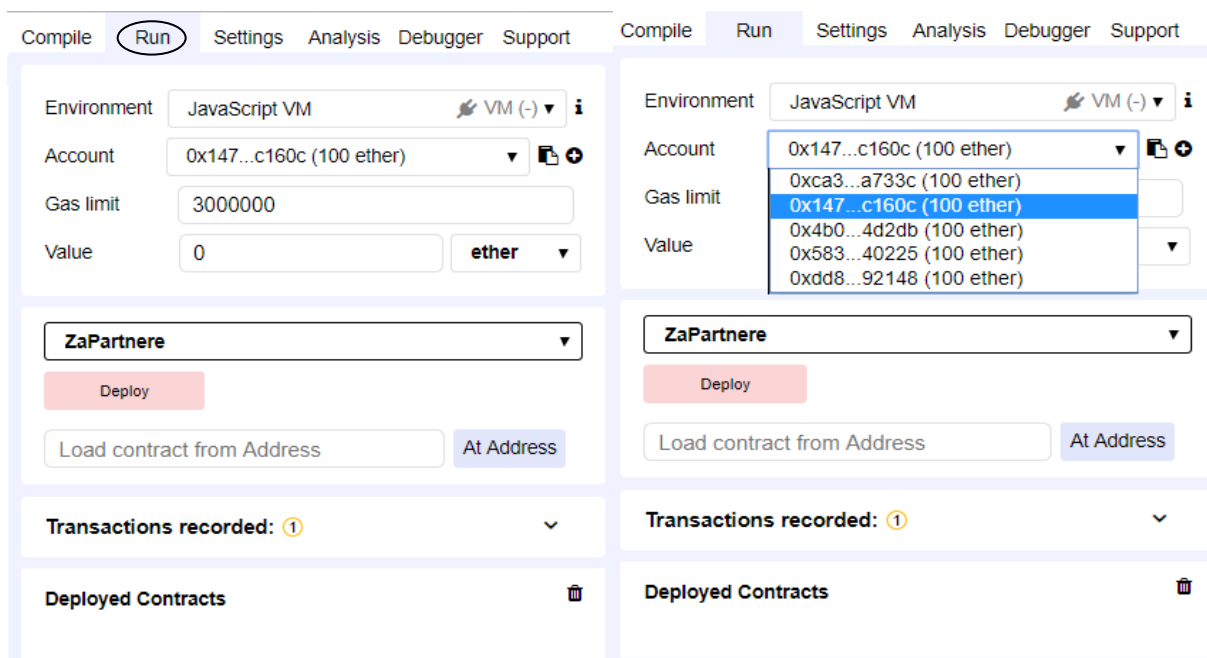 Compile Run Settings Analysis Debugger Support
Environment JavaScript VM VM (-) i
Account 0x147...c160c (100 ether)
Gas limit 3000000
Value 0 ether
ZaPartnere
Deploy
Load contract from Address At Address
Transactions recorded: 1
Deployed Contracts
Compile Run Settings Analysis Debugger Support
Environment JavaScript VM VM (-) i
Account 0x147...c160c (100 ether)
0xca3...a733c (100 ether)
Gas limit 0x147...c160c (100 ether)
0x4b0...4d2db (100 ether)
Value 0x583...40225 (100 ether)
0xdd8...92148 (100 ether)
ZaPartnere
Deploy
Load contract from Address At Address
Transactions recorded: 1
Deployed Contracts